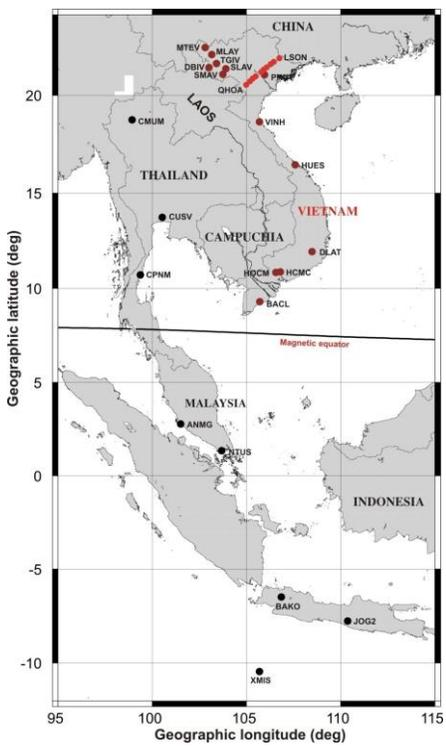 CHINA
MTEV
MLAY
LSON
TGIV
DBIV
SLAV
SMAV
QHOA
20
LAOS
CMUM
VINH
HUES
THAILAND
15
VIETNAM
CUSV
CAMPUCHIA
DLAT
CPNM
HOCM
HCMC
10
BACL
Magnetic equator
Geographic latitude (deg)
5
MALAYSIA
ANMG
NTUS
0
INDONESIA
-5
BAKO
JOG2
-10
XMIS
95
100
105
110
115
Geographic longitude (deg)